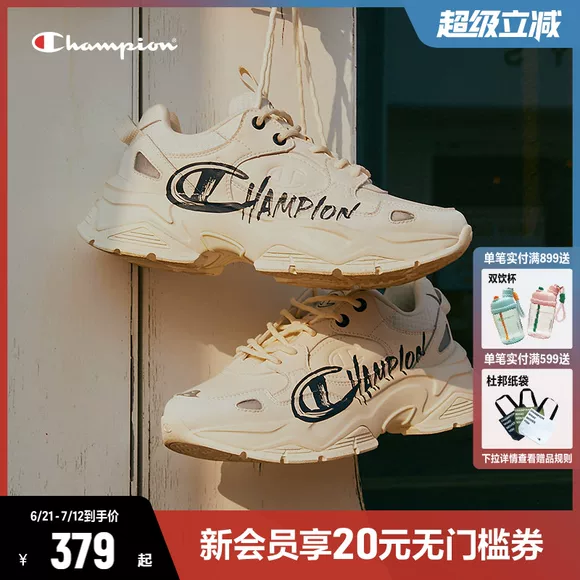 Champion
超级立减
CHAMPION
CHAMPION
单笔实付满899送
双饮杯
单笔实付满599送
杜邦纸袋
下拉详情查看赠品规则
6/21-7/12到手价
¥379起
新会员享20元无门槛券